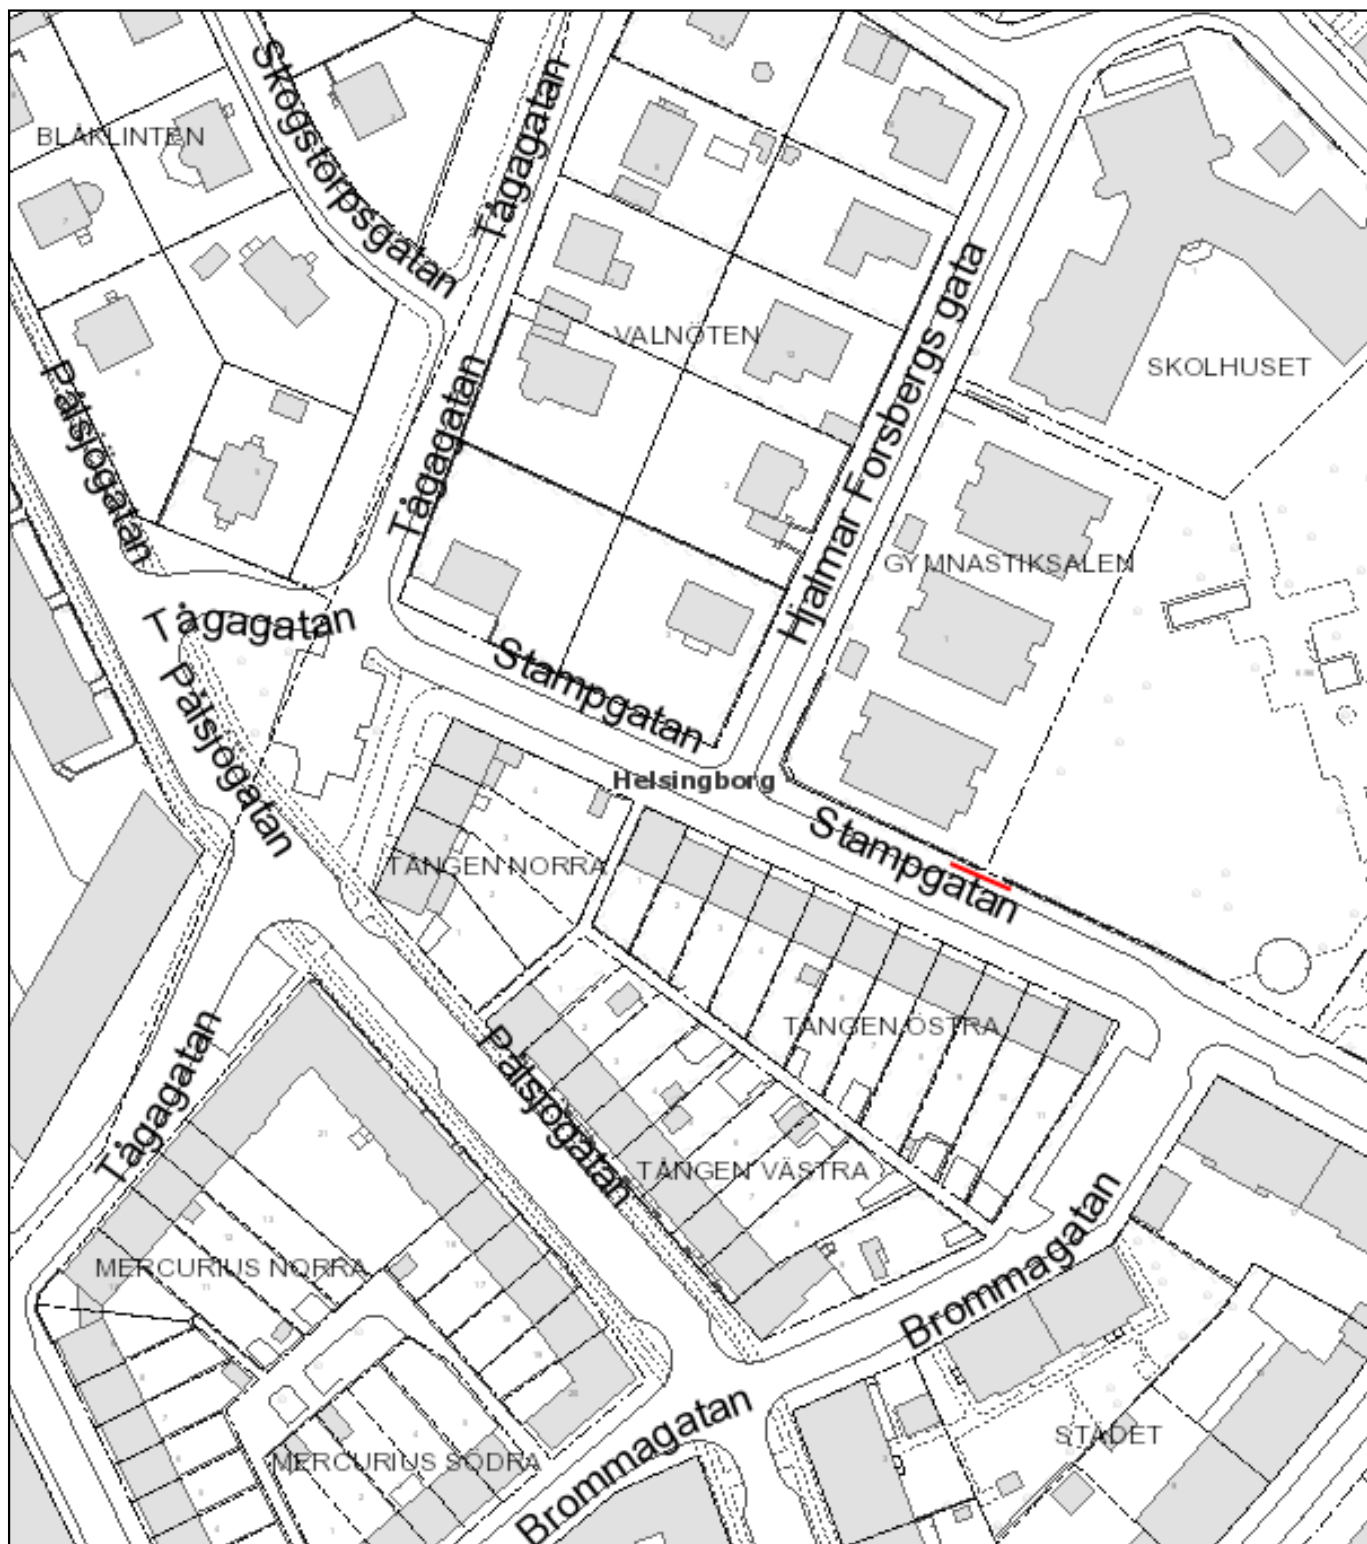 Skogstorpsgatan
Tågagatan
BLÅKLINTEN
VALNÖTEN
Hjalmar Forsbergs gata
SKOLHUSET
Pålsjögatan
Tågagatan
GYMNASTIKSALEN
Tågagatan
Stampgatan
Pålsjögatan
Helsingborg
Stampgatan
TÅNGEN NORRA
TÅNGEN ÖSTRA
Tågagatan
Pålsjögatan
TÅNGEN VÄSTRA
MERCURIUS NORRA
Brommagatan
Brommagatan
STADET
MERCURIUS SÖDRA